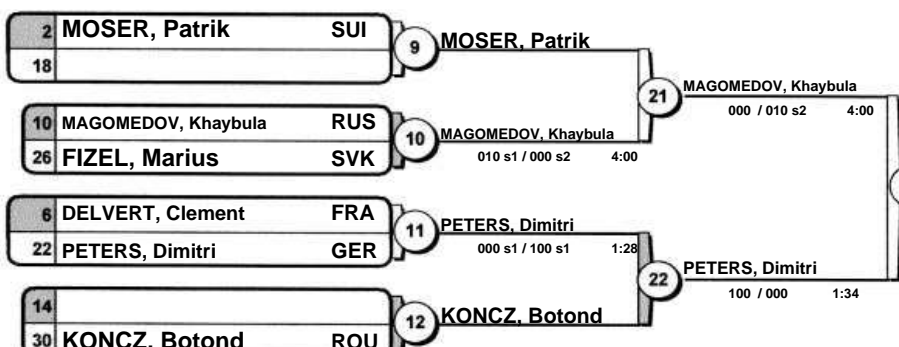 2 MOSER, Patrik SUI
18
9
MOSER, Patrik
10 MAGOMEDOV, Khaybula RUS
26 FIZEL, Marius SVK
10
MAGOMEDOV, Khaybula
010 s1 / 000 s2 4:00
21
MAGOMEDOV, Khaybula
000 / 010 s2 4:00
6 DELVERT, Clement FRA
22 PETERS, Dimitri GER
11
PETERS, Dimitri
000 s1 / 100 s1 1:28
14
30 KONCZ, Botond ROU
12
KONCZ, Botond
22
PETERS, Dimitri
100 / 000 1:34